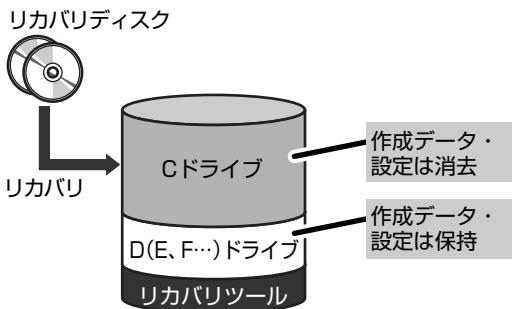 リカバリディスク
リカバリ
Cドライブ
作成データ・
設定は消去
D(E、F…)ドライブ
作成データ・
設定は保持
リカバリツール